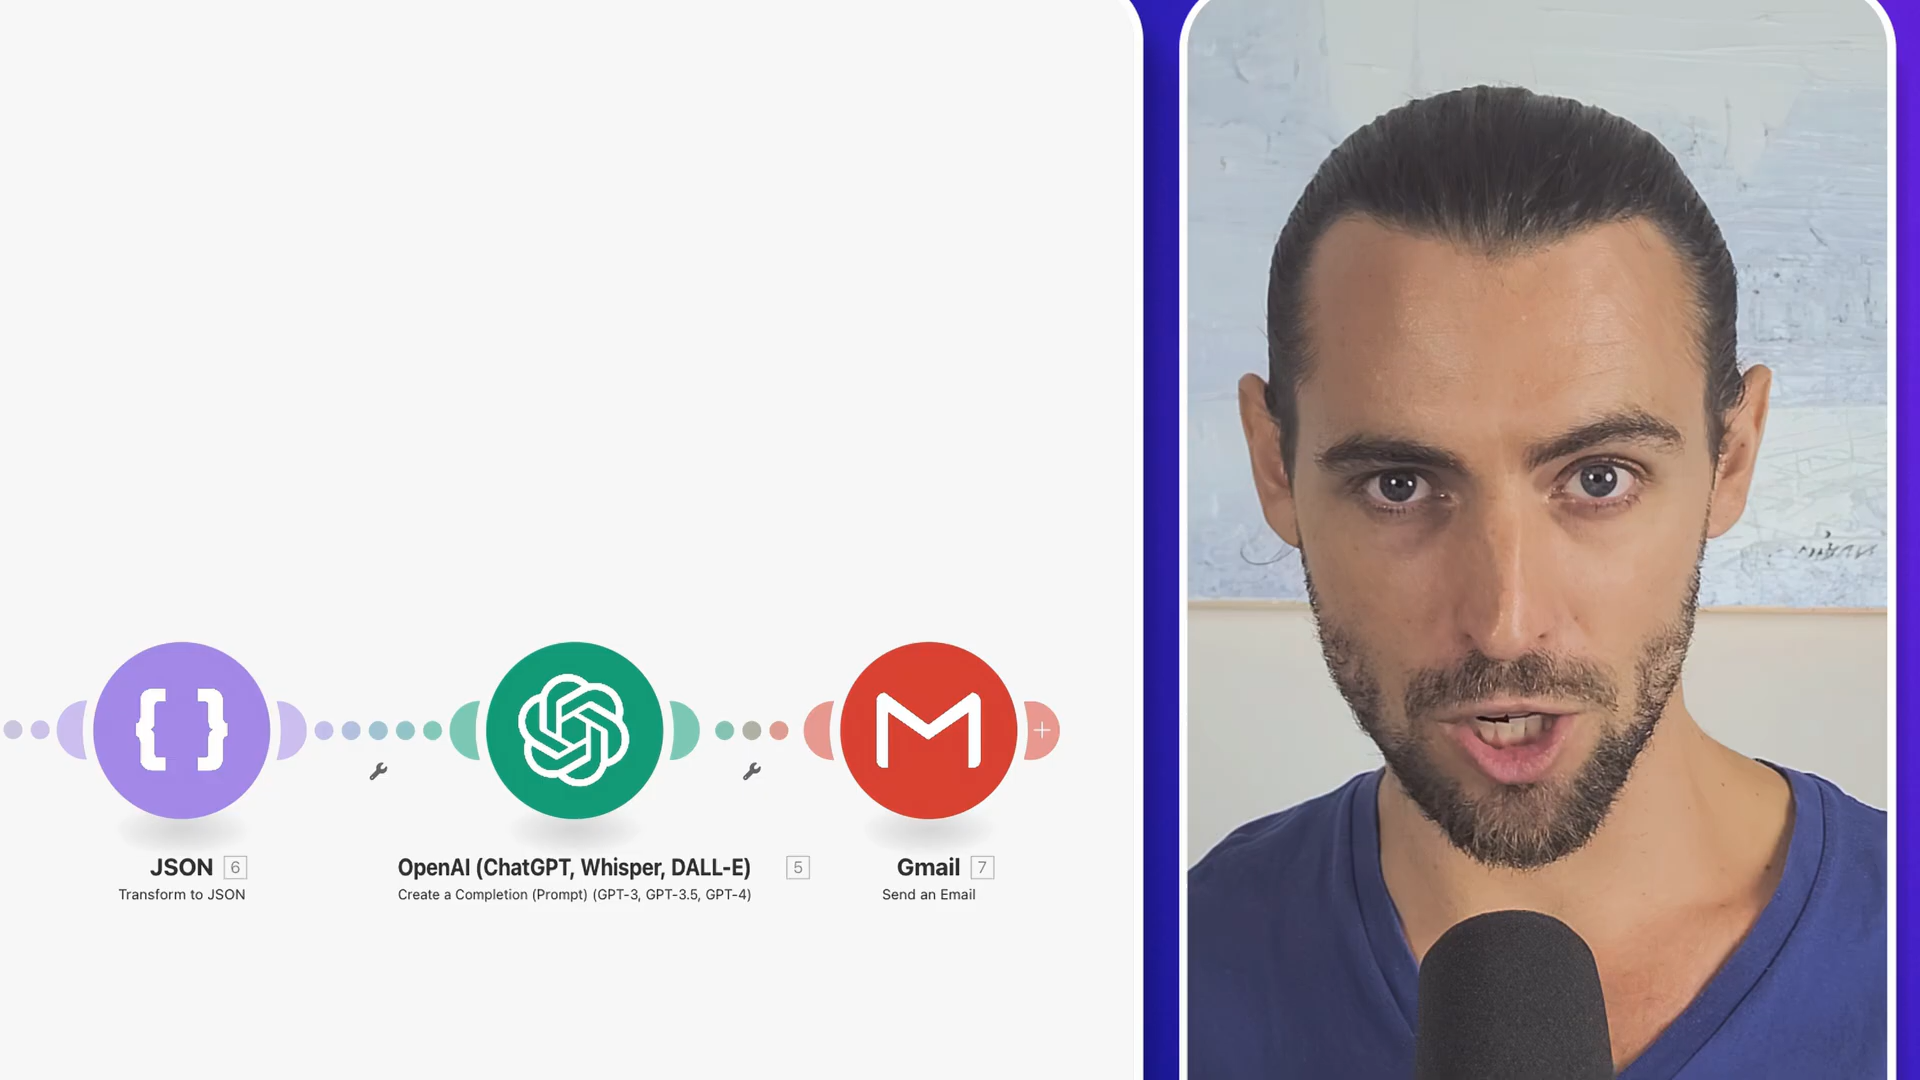 JSON 6
Transform to JSON
OpenAI (ChatGPT, Whisper, DALL-E) 5
Create a Completion (Prompt) (GPT-3, GPT-3.5, GPT-4)
Gmail 7
Send an Email